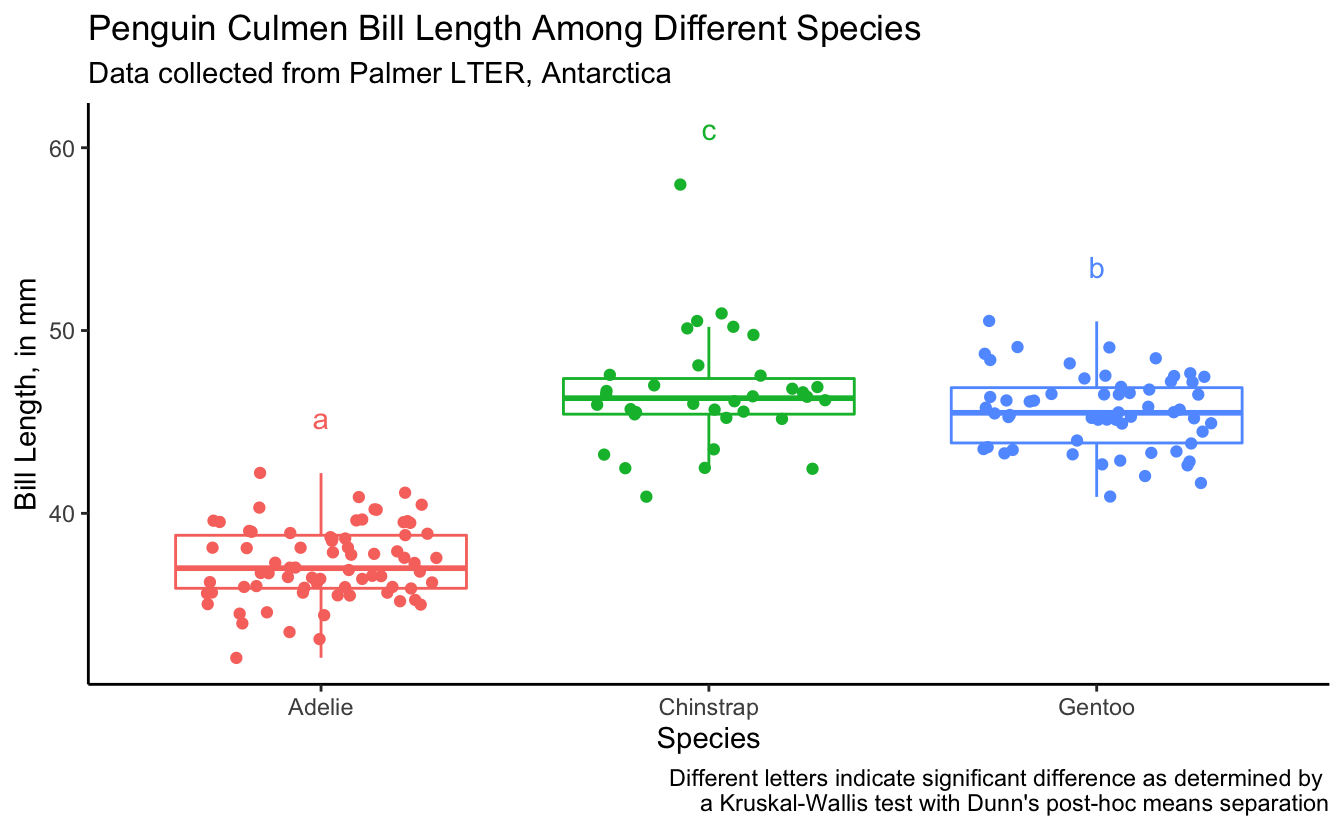 Penguin Culmen Bill Length Among Different Species
Data collected from Palmer LTER, Antarctica
Bill Length, in mm
60
50
40
a
c
b
Adelie
Chinstrap
Gentoo
Species
Different letters indicate significant difference as determined by
a Kruskal-Wallis test with Dunn's post-hoc means separation